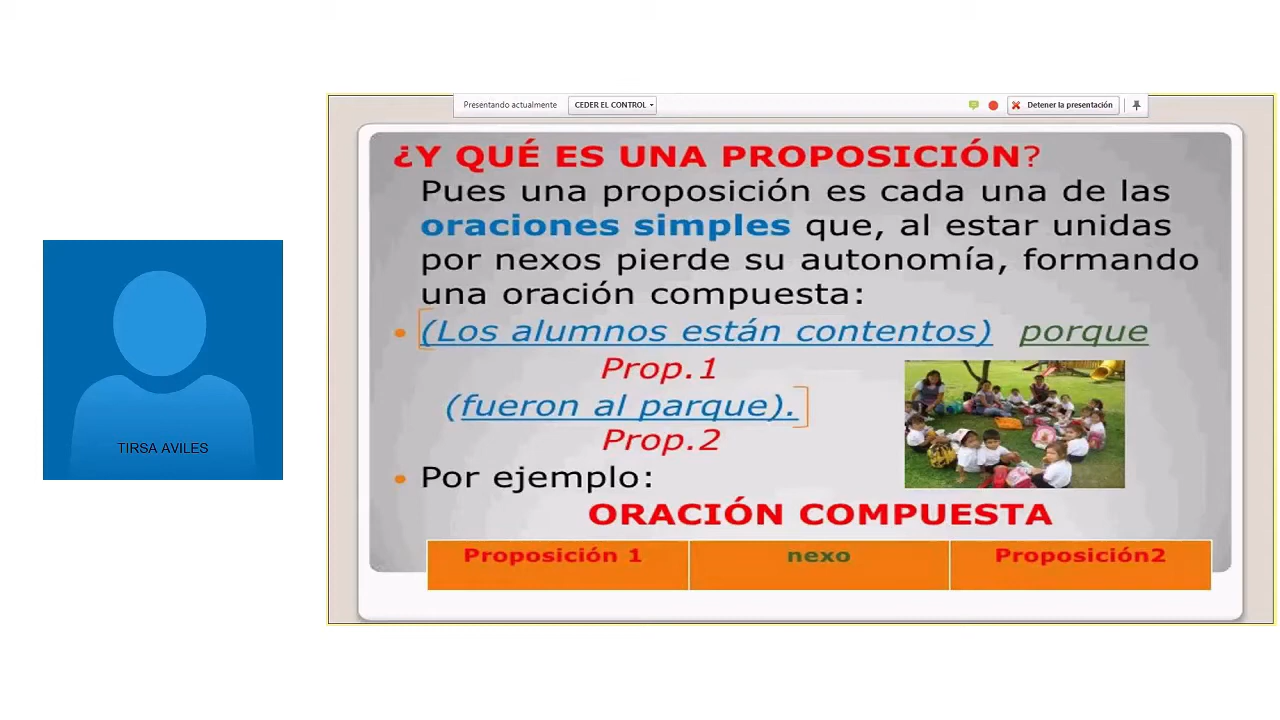 Presentando actualmente CEDER EL CONTROL Detener la presentación
¿Y QUÉ ES UNA PROPOSICIÓN?
Pues una proposición es cada una de las
oraciones simples que, al estar unidas
por nexos pierde su autonomía, formando
una oración compuesta:
• (Los alumnos están contentos) porque
Prop.1
(fueron al parque).
Prop.2
• Por ejemplo:
ORACIÓN COMPUESTA
Proposición 1 nexo Proposición2
TIRSA AVILES